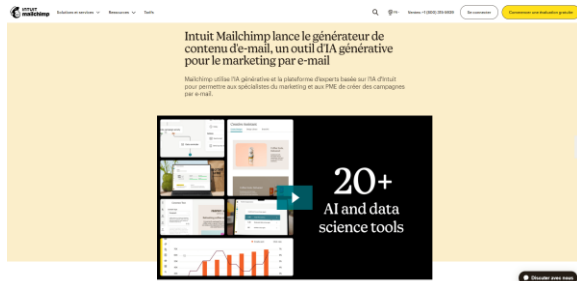 INTUIT
mailchimp
Solutions et services
Ressources
Tarifs
FR
Se connecter
Commencer une évaluation gratuite
Intuit Mailchimp lance le générateur de
contenu d'e-mail, un outil d'IA générative
pour le marketing par e-mail
Mailchimp utilise l'IA générative et la plateforme d'experts basée sur l'IA d'Intuit
pour permettre aux spécialistes du marketing et aux PME de créer des campagnes
par e-mail.
20+
AI and data
science tools
Discuter avec nous